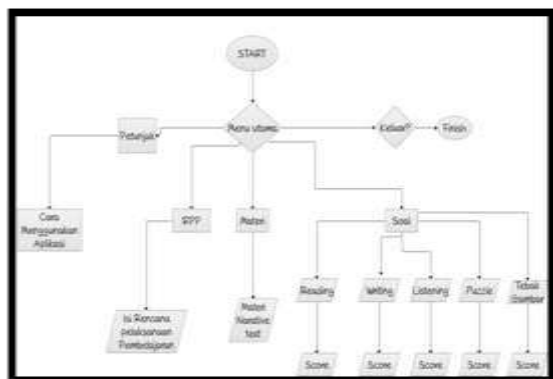 START
Petunjuk
Menu utama
Keluar?
Finish
Cara
Menggunakan
Aplikasi
RPP
Materi
Soal
Reading
Writing
Listening
Puzzle
Tebak
Gambar
Isi Rencana
pelaksanaan
Pembelajaran
Materi
Narative
text
Score
Score
Score
Score
Score